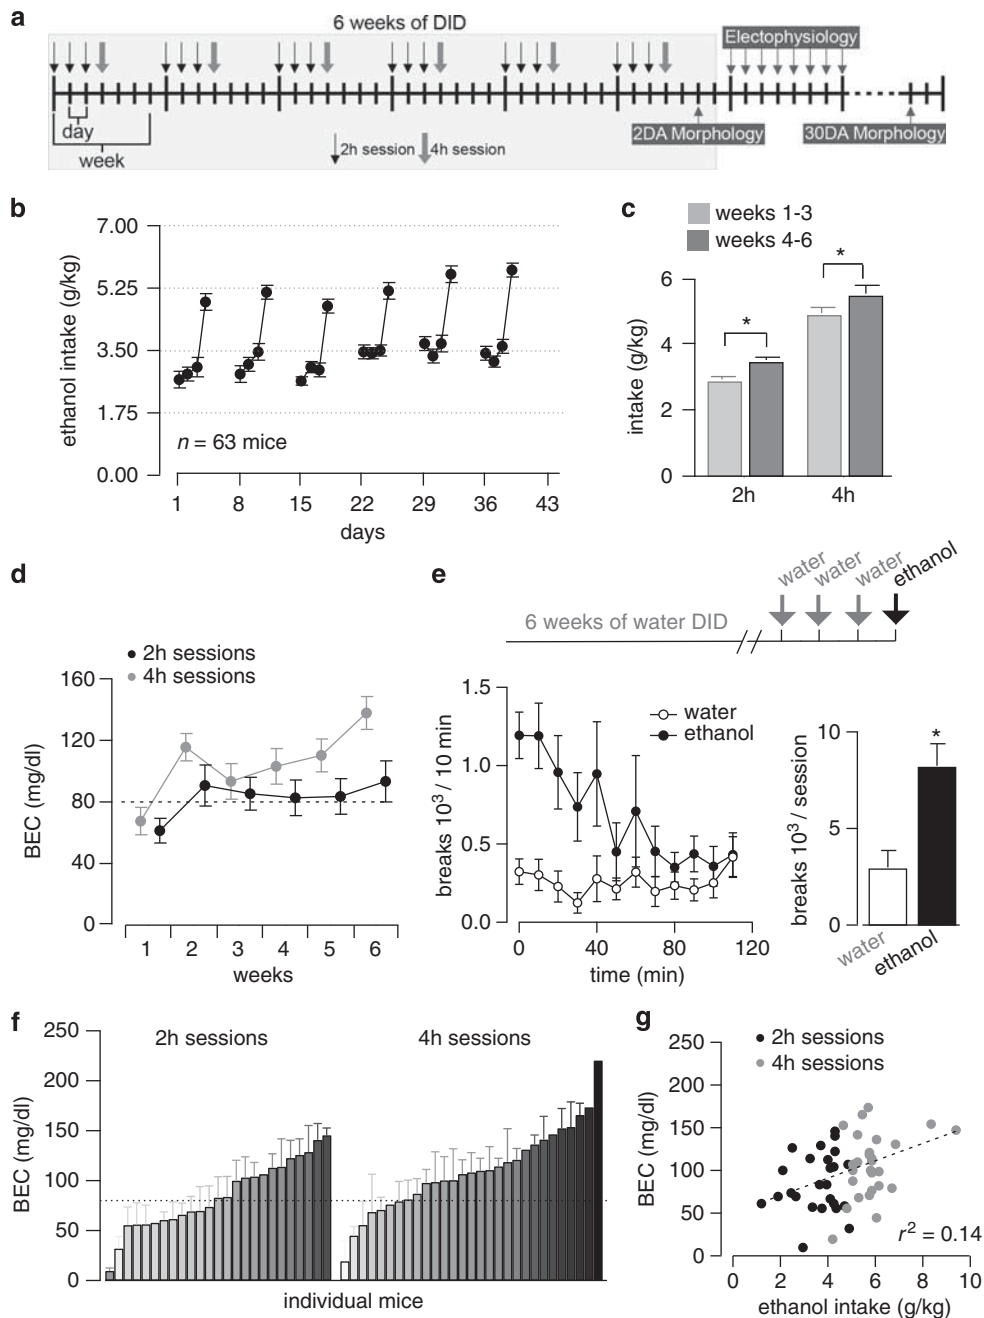 a
6 weeks of DID
Electophysiology
day
week
2h session
4h session
2DA Morphology
30DA Morphology
b
ethanol intake (g/kg)
7.00
5.25
3.50
1.75
0.00
n = 63 mice
1 8 15 22 29 36 43
days
c
weeks 1-3
weeks 4-6
intake (g/kg)
6
4
2
0
*
*
2h 4h
d
2h sessions
4h sessions
BEC (mg/dl)
160
120
80
40
0
1 2 3 4 5 6
weeks
e
water
water
water
ethanol
6 weeks of water DID
breaks 10³ / 10 min
1.5
1.0
0.5
0.0
water
ethanol
0 40 80 120
time (min)
breaks 10³ / session
10
5
0
*
water
ethanol
f
BEC (mg/dl)
250
200
150
100
50
0
2h sessions
4h sessions
individual mice
g
BEC (mg/dl)
250
200
150
100
50
0
2h sessions
4h sessions
r² = 0.14
0 2 4 6 8 10
ethanol intake (g/kg)